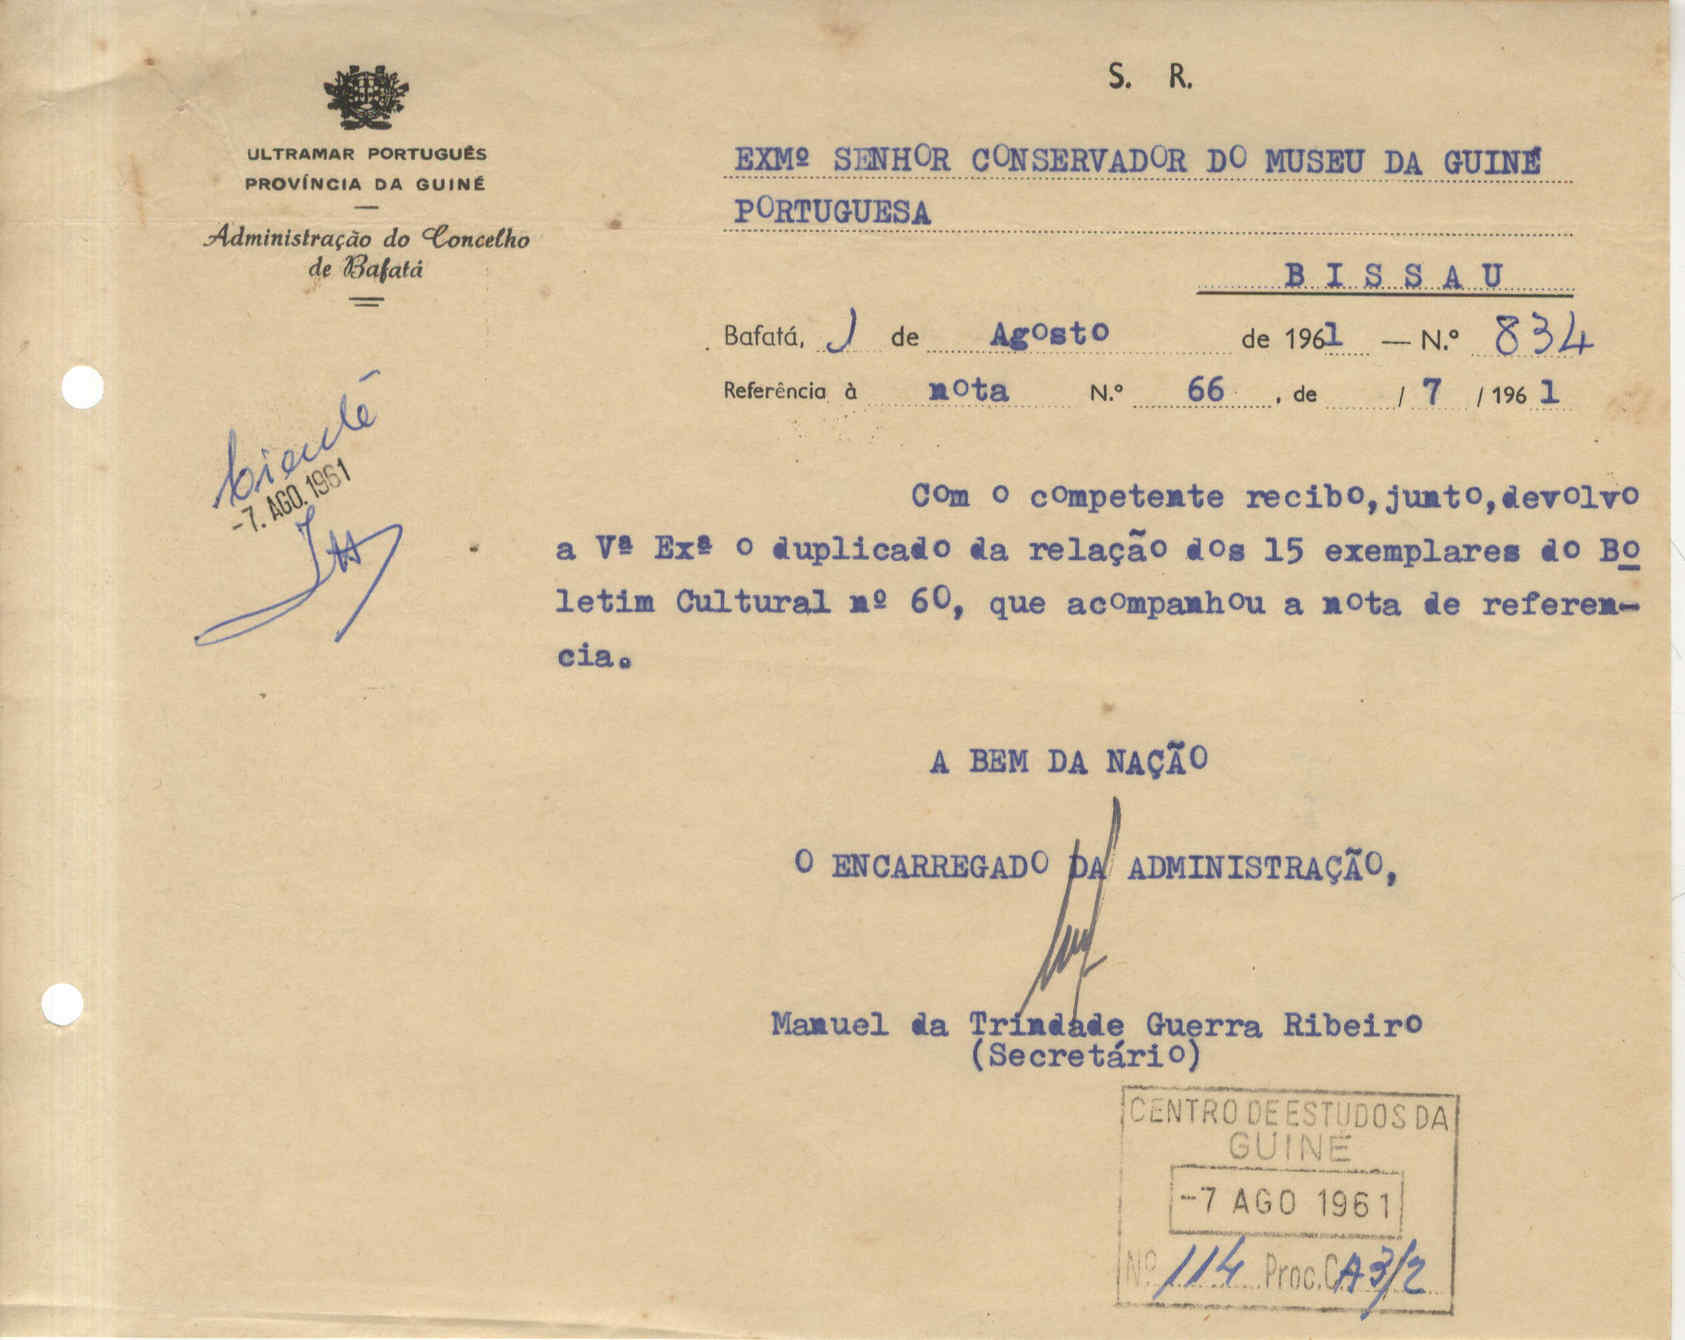 S. R.
ULTRAMAR PORTUGUÊS
PROVÍNCIA DA GUINÉ
Administração do Concelho
de Bafatá
EXMº SENHOR CONSERVADOR DO MUSEU DA GUINÉ
PORTUGUESA
BISSAU
Bafatá, 1 de Agosto de 1961 — N.º 834
Referência à nota N.º 66, de / 7 / 1961
Ciente
-7. AGO. 1961
Com o competente recibo,junto,devolvo
a Vª Exª o duplicado da relação dos 15 exemplares do Bo
letim Cultural nº 60, que acompanhou a nota de referen-
cia.
A BEM DA NAÇÃO
O ENCARREGADO DA ADMINISTRAÇÃO,
Manuel da Trindade Guerra Ribeiro
(Secretário)
CENTRO DE ESTUDOS DA
GUINÉ
-7 AGO 1961
Nº 114 Proc. CA3/2